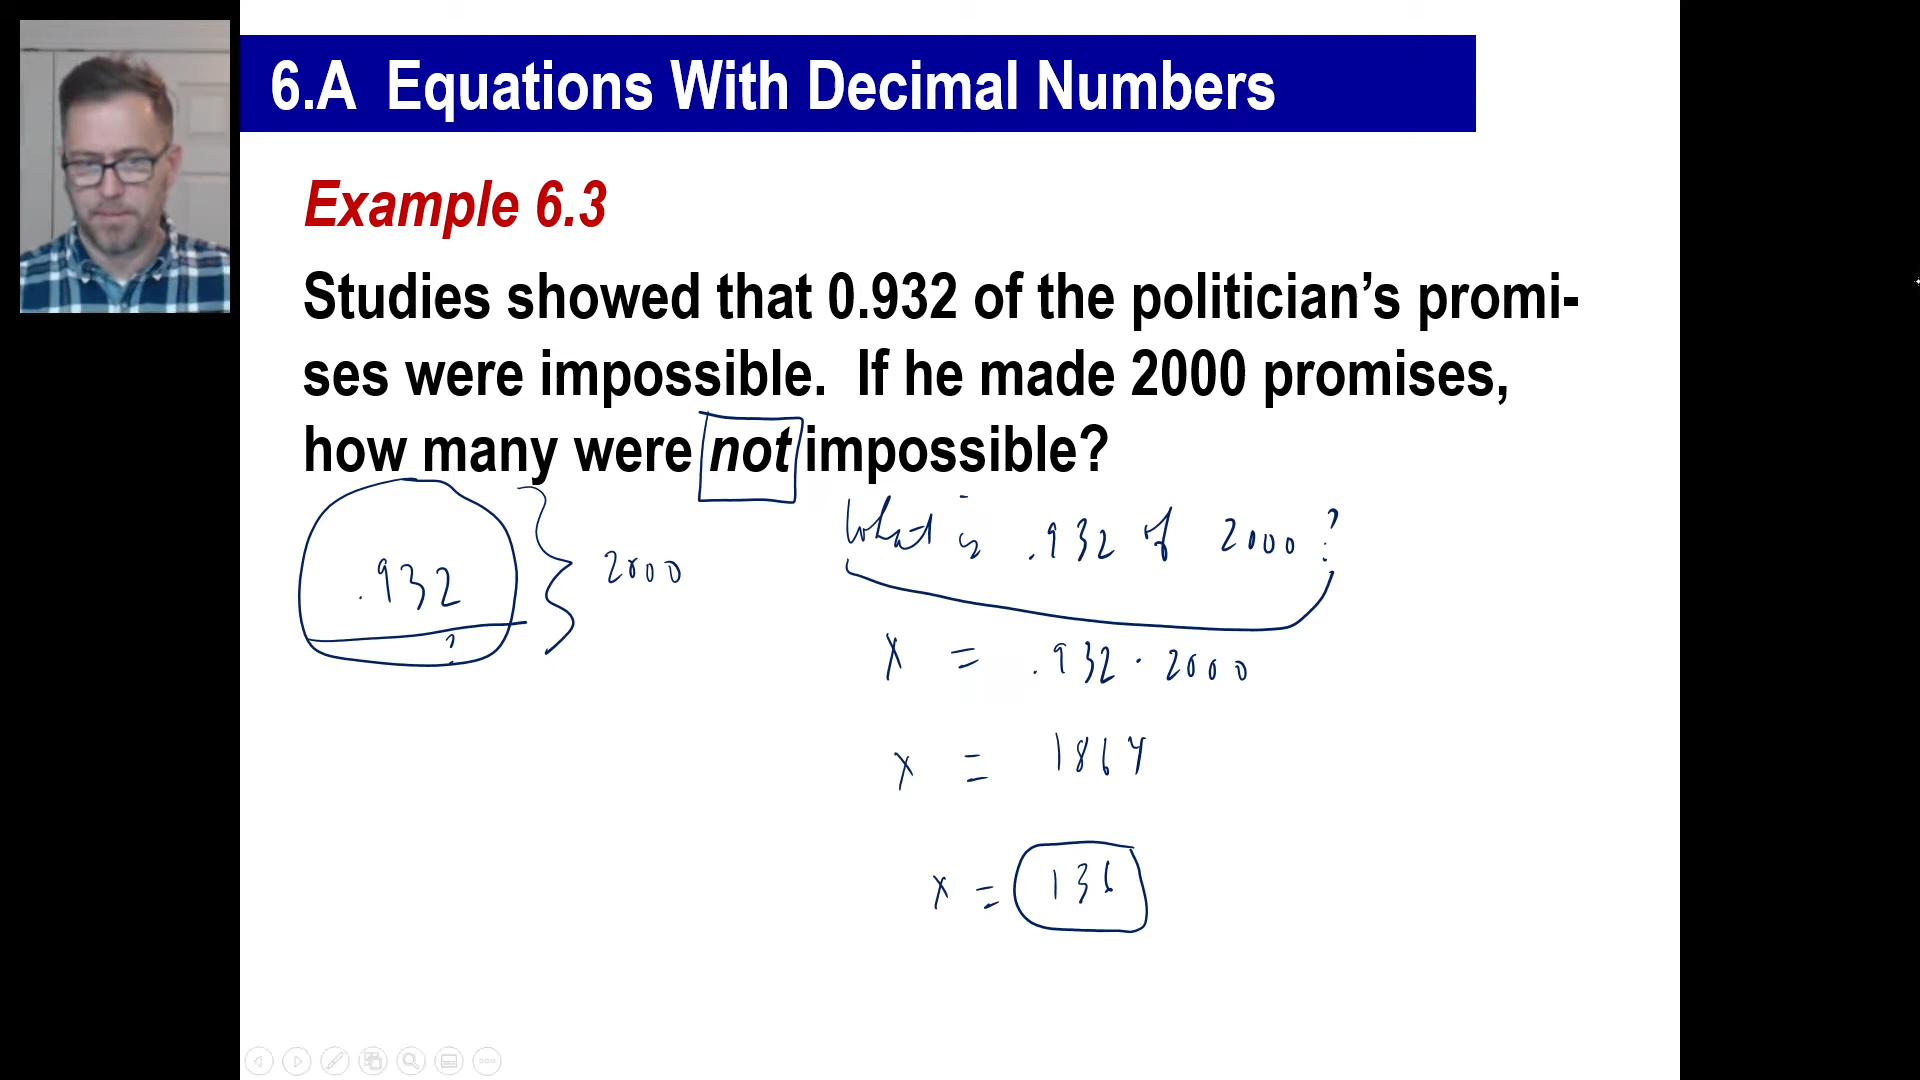 6.A Equations With Decimal Numbers
Example 6.3
Studies showed that 0.932 of the politician’s promi-
ses were impossible. If he made 2000 promises,
how many were not impossible?
What is .932 of 2000?
.932
?
2000
x = .932 · 2000
x = 1864
x = 136